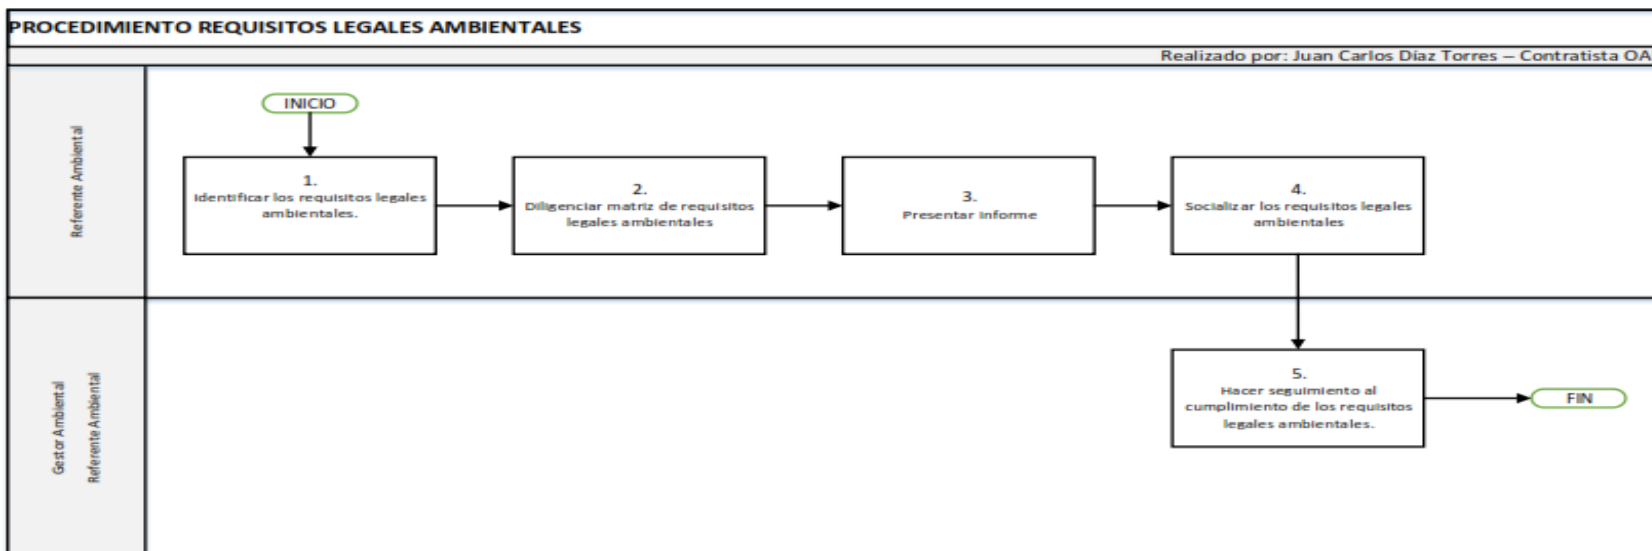 PROCEDIMIENTO REQUISITOS LEGALES AMBIENTALES
Realizado por: Juan Carlos Díaz Torres – Contratista OA
Referente Ambiental
INICIO
1.
Identificar los requisitos legales
ambientales.
2.
Diligenciar matriz de requisitos
legales ambientales
3.
Presentar informe
4.
Socializar los requisitos legales
ambientales
Gestor Ambiental
Referente Ambiental
5.
Hacer seguimiento al
cumplimiento de los requisitos
legales ambientales.
FIN